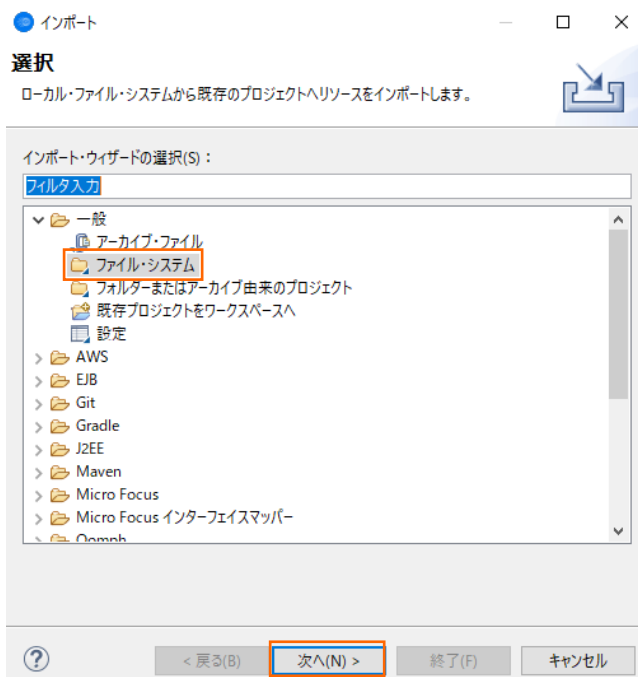 インポート
選択
ローカル・ファイル・システムから既存のプロジェクトへリソースをインポートします。
インポート・ウィザードの選択(S)：
フィルタ入力
一般
アーカイブ・ファイル
ファイル・システム
フォルダーまたはアーカイブ由来のプロジェクト
既存プロジェクトをワークスペースへ
設定
AWS
EJB
Git
Gradle
J2EE
Maven
Micro Focus
Micro Focus インターフェイスマッパー
Oomph
< 戻る(B) 次へ(N) > 終了(F) キャンセル